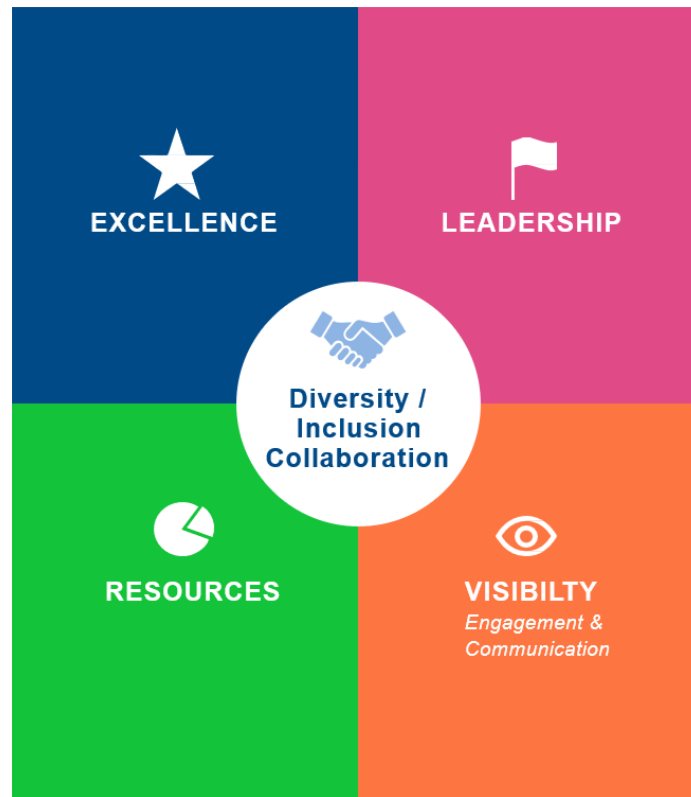 EXCELLENCE
LEADERSHIP
Diversity /
Inclusion
Collaboration
RESOURCES
VISIBILTY
Engagement &
Communication